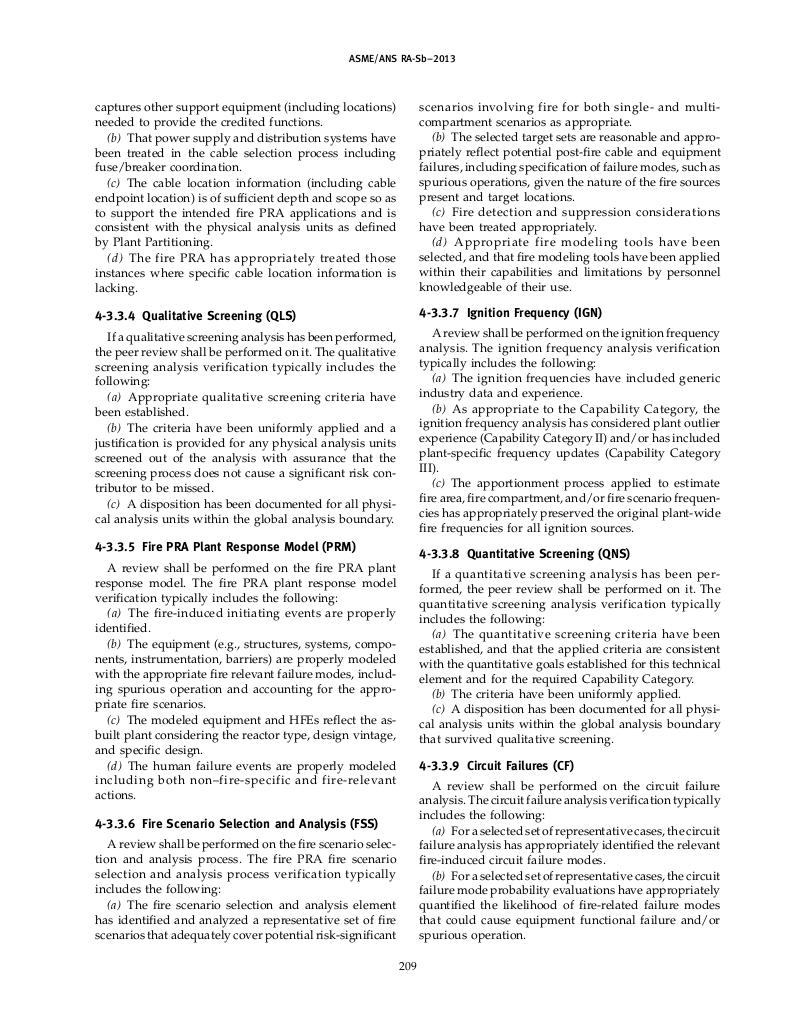 ASME/ANS RA-Sb–2013
captures other support equipment (including locations)
needed to provide the credited functions.
(b) That power supply and distribution systems have
been treated in the cable selection process including
fuse/breaker coordination.
(c) The cable location information (including cable
endpoint location) is of sufficient depth and scope so as
to support the intended fire PRA applications and is
consistent with the physical analysis units as defined
by Plant Partitioning.
(d) The fire PRA has appropriately treated those
instances where specific cable location information is
lacking.
4-3.3.4 Qualitative Screening (QLS)
If a qualitative screening analysis has been performed,
the peer review shall be performed on it. The qualitative
screening analysis verification typically includes the
following:
(a) Appropriate qualitative screening criteria have
been established.
(b) The criteria have been uniformly applied and a
justification is provided for any physical analysis units
screened out of the analysis with assurance that the
screening process does not cause a significant risk con-
tributor to be missed.
(c) A disposition has been documented for all physi-
cal analysis units within the global analysis boundary.
4-3.3.5 Fire PRA Plant Response Model (PRM)
A review shall be performed on the fire PRA plant
response model. The fire PRA plant response model
verification typically includes the following:
(a) The fire-induced initiating events are properly
identified.
(b) The equipment (e.g., structures, systems, compo-
nents, instrumentation, barriers) are properly modeled
with the appropriate fire relevant failure modes, includ-
ing spurious operation and accounting for the appro-
priate fire scenarios.
(c) The modeled equipment and HFEs reflect the as-
built plant considering the reactor type, design vintage,
and specific design.
(d) The human failure events are properly modeled
including both non–fire-specific and fire-relevant
actions.
4-3.3.6 Fire Scenario Selection and Analysis (FSS)
A review shall be performed on the fire scenario selec-
tion and analysis process. The fire PRA fire scenario
selection and analysis process verification typically
includes the following:
(a) The fire scenario selection and analysis element
has identified and analyzed a representative set of fire
scenarios that adequately cover potential risk-significant
scenarios involving fire for both single- and multi-
compartment scenarios as appropriate.
(b) The selected target sets are reasonable and appro-
priately reflect potential post-fire cable and equipment
failures, including specification of failure modes, such as
spurious operations, given the nature of the fire sources
present and target locations.
(c) Fire detection and suppression considerations
have been treated appropriately.
(d) Appropriate fire modeling tools have been
selected, and that fire modeling tools have been applied
within their capabilities and limitations by personnel
knowledgeable of their use.
4-3.3.7 Ignition Frequency (IGN)
A review shall be performed on the ignition frequency
analysis. The ignition frequency analysis verification
typically includes the following:
(a) The ignition frequencies have included generic
industry data and experience.
(b) As appropriate to the Capability Category, the
ignition frequency analysis has considered plant outlier
experience (Capability Category II) and/or has included
plant-specific frequency updates (Capability Category
III).
(c) The apportionment process applied to estimate
fire area, fire compartment, and/or fire scenario frequen-
cies has appropriately preserved the original plant-wide
fire frequencies for all ignition sources.
4-3.3.8 Quantitative Screening (QNS)
If a quantitative screening analysis has been per-
formed, the peer review shall be performed on it. The
quantitative screening analysis verification typically
includes the following:
(a) The quantitative screening criteria have been
established, and that the applied criteria are consistent
with the quantitative goals established for this technical
element and for the required Capability Category.
(b) The criteria have been uniformly applied.
(c) A disposition has been documented for all physi-
cal analysis units within the global analysis boundary
that survived qualitative screening.
4-3.3.9 Circuit Failures (CF)
A review shall be performed on the circuit failure
analysis. The circuit failure analysis verification typically
includes the following:
(a) For a selected set of representative cases, the circuit
failure analysis has appropriately identified the relevant
fire-induced circuit failure modes.
(b) For a selected set of representative cases, the circuit
failure mode probability evaluations have appropriately
quantified the likelihood of fire-related failure modes
that could cause equipment functional failure and/or
spurious operation.
209